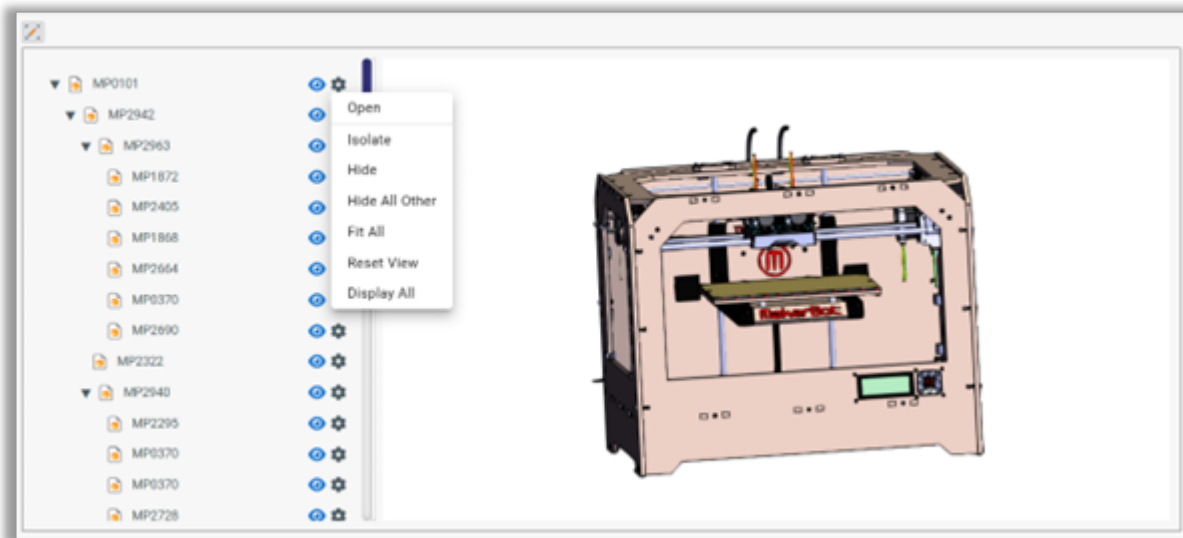 MP0101
MP2942
MP2963
MP1872
MP2405
MP1868
MP2664
MP0370
MP2690
MP2322
MP2940
MP2295
MP0370
MP0370
MP2728
Open
Isolate
Hide
Hide All Other
Fit All
Reset View
Display All
MakerBot